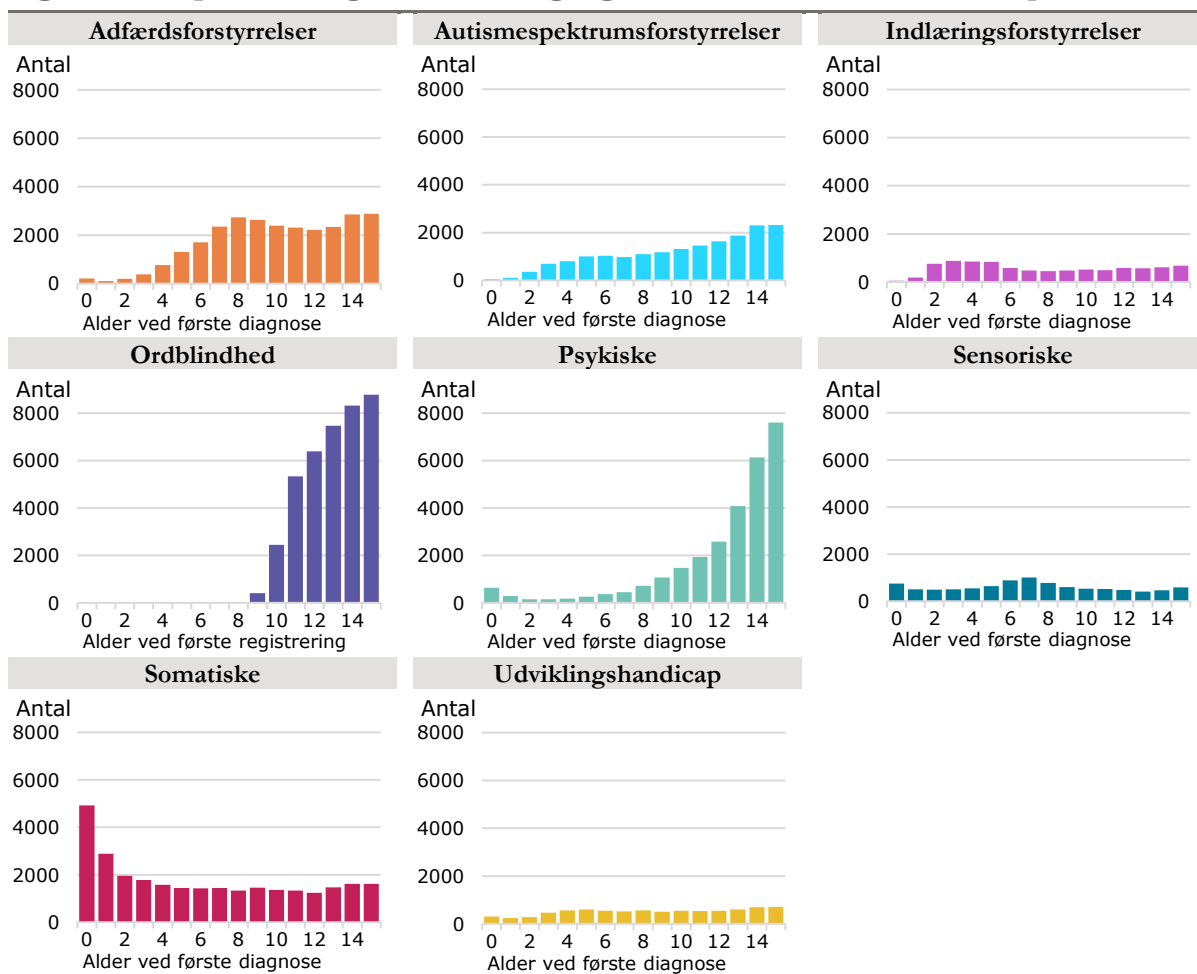 Adfærdsforstyrrelser
Antal
8000
6000
4000
2000
0
0 2 4 6 8 10 12 14
Alder ved første diagnose
Autismespektrumsforstyrrelser
Antal
8000
6000
4000
2000
0
0 2 4 6 8 10 12 14
Alder ved første diagnose
Indlæringsforstyrrelser
Antal
8000
6000
4000
2000
0
0 2 4 6 8 10 12 14
Alder ved første diagnose
Ordblindhed
Antal
8000
6000
4000
2000
0
0 2 4 6 8 10 12 14
Alder ved første registrering
Psykiske
Antal
8000
6000
4000
2000
0
0 2 4 6 8 10 12 14
Alder ved første diagnose
Sensoriske
Antal
8000
6000
4000
2000
0
0 2 4 6 8 10 12 14
Alder ved første diagnose
Somatiske
Antal
8000
6000
4000
2000
0
0 2 4 6 8 10 12 14
Alder ved første diagnose
Udviklingshandicap
Antal
8000
6000
4000
2000
0
0 2 4 6 8 10 12 14
Alder ved første diagnose